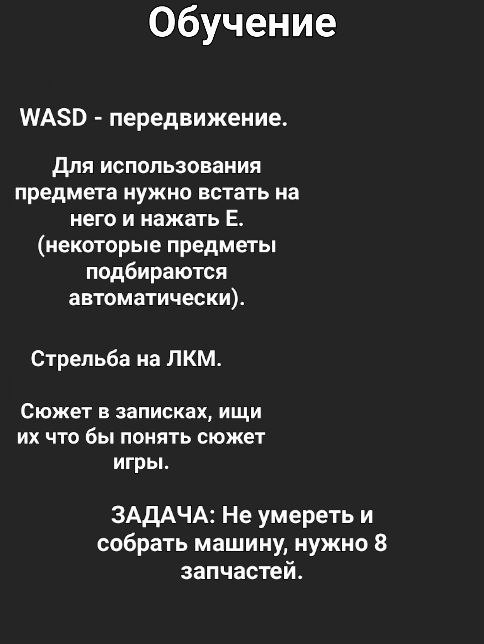 Обучение
WASD - передвижение.
Для использования
предмета нужно встать на
него и нажать E.
(некоторые предметы
подбираются
автоматически).
Стрельба на ЛКМ.
Сюжет в записках, ищи
их что бы понять сюжет
игры.
ЗАДАЧА: Не умереть и
собрать машину, нужно 8
запчастей.